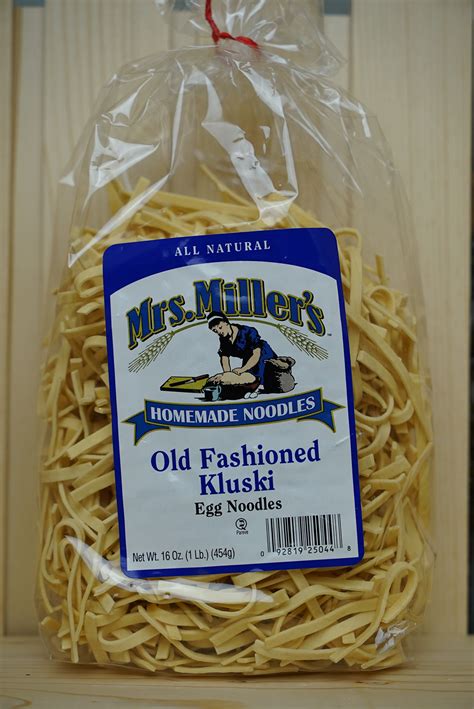 ALL NATURAL
Mrs. Miller's
HOMEMADE NOODLES
Old Fashioned
Kluski
Egg Noodles
Parve
Net Wt. 16 Oz. (1 Lb.) (454g)
0 92819 25044 8